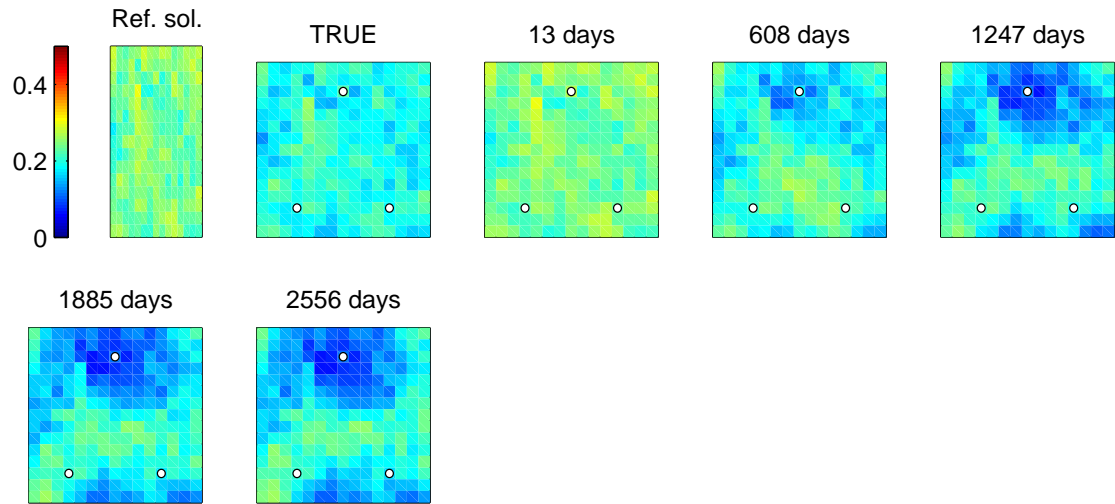 Ref. sol.
TRUE
13 days
608 days
1247 days
0.4
0.2
0
1885 days
2556 days